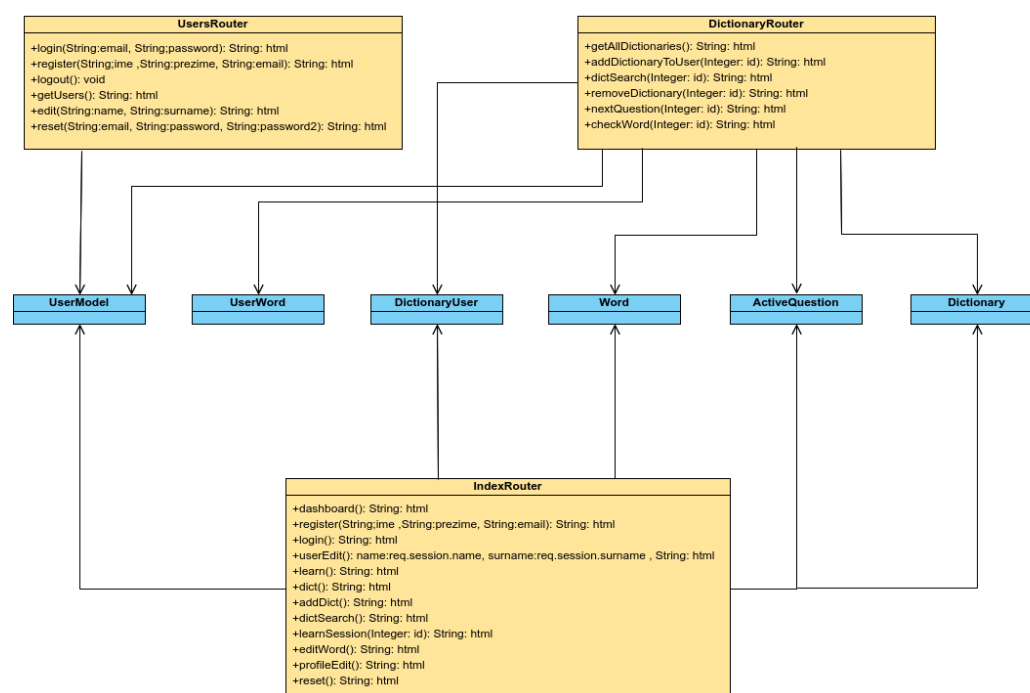 UsersRouter
+login(String:email, String;password): String: html
+register(String;ime ,String:prezime, String:email): String: html
+logout(): void
+getUsers(): String: html
+edit(String:name, String:surname): String: html
+reset(String:email, String:password, String:password2): String: html
DictionaryRouter
+getAllDictionaries(): String: html
+addDictionaryToUser(Integer: id): String: html
+dictSearch(Integer: id): String: html
+removeDictionary(Integer: id): String: html
+nextQuestion(Integer: id): String: html
+checkWord(Integer: id): String: html
UserModel
UserWord
DictionaryUser
Word
ActiveQuestion
Dictionary
IndexRouter
+dashboard(): String: html
+register(String;ime ,String:prezime, String:email): String: html
+login(): String: html
+userEdit(): name:req.session.name, surname:req.session.surname , String: html
+learn(): String: html
+dict(): String: html
+addDict(): String: html
+dictSearch(): String: html
+learnSession(Integer: id): String: html
+editWord(): String: html
+profileEdit(): String: html
+reset(): String: html